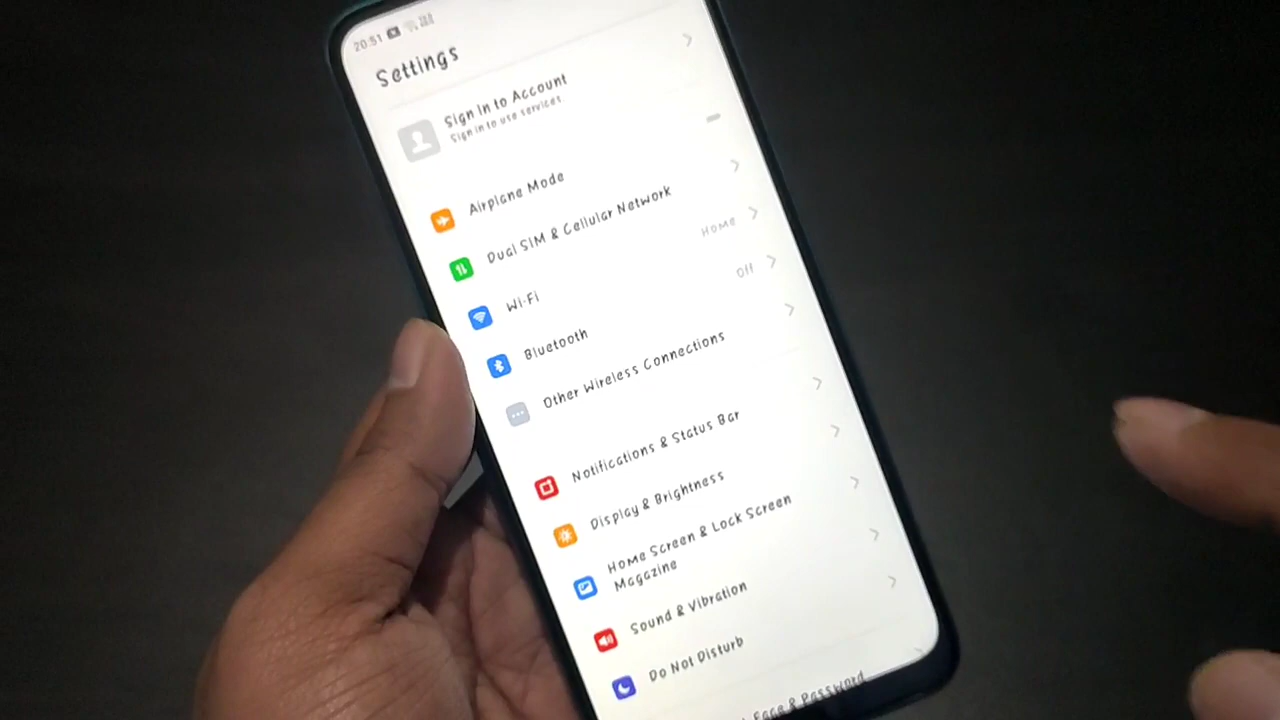 20:51
Settings
Sign In to Account
Sign in to use services
Airplane Mode
Dual SIM & Cellular Network
Wi-Fi
Home
Bluetooth
Off
Other Wireless Connections
Notifications & Status Bar
Display & Brightness
Home Screen & Lock Screen
Magazine
Sound & Vibration
Do Not Disturb
Face & Password